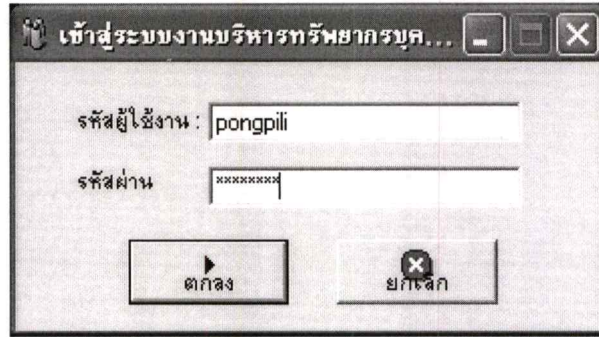 เข้าสู่ระบบงานบริหารทรัพยากรบุค...
รหัสผู้ใช้งาน : pongpili
รหัสผ่าน ********
ตกลง
ยกเลิก